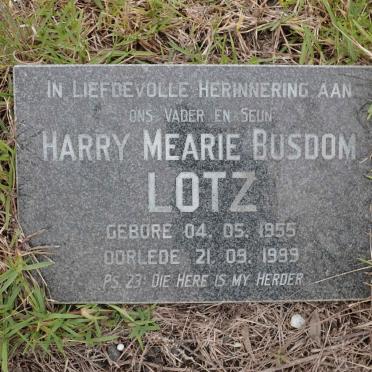 IN LIEFDEVOLLE HERINNERING AAN
ONS VADER EN SEUN
HARRY MEARIE BUSDOM
LOTZ
GEBORE 04. 05. 1955
OORLEDE 21. 09. 1999
PS. 23: DIE HERE IS MY HERDER